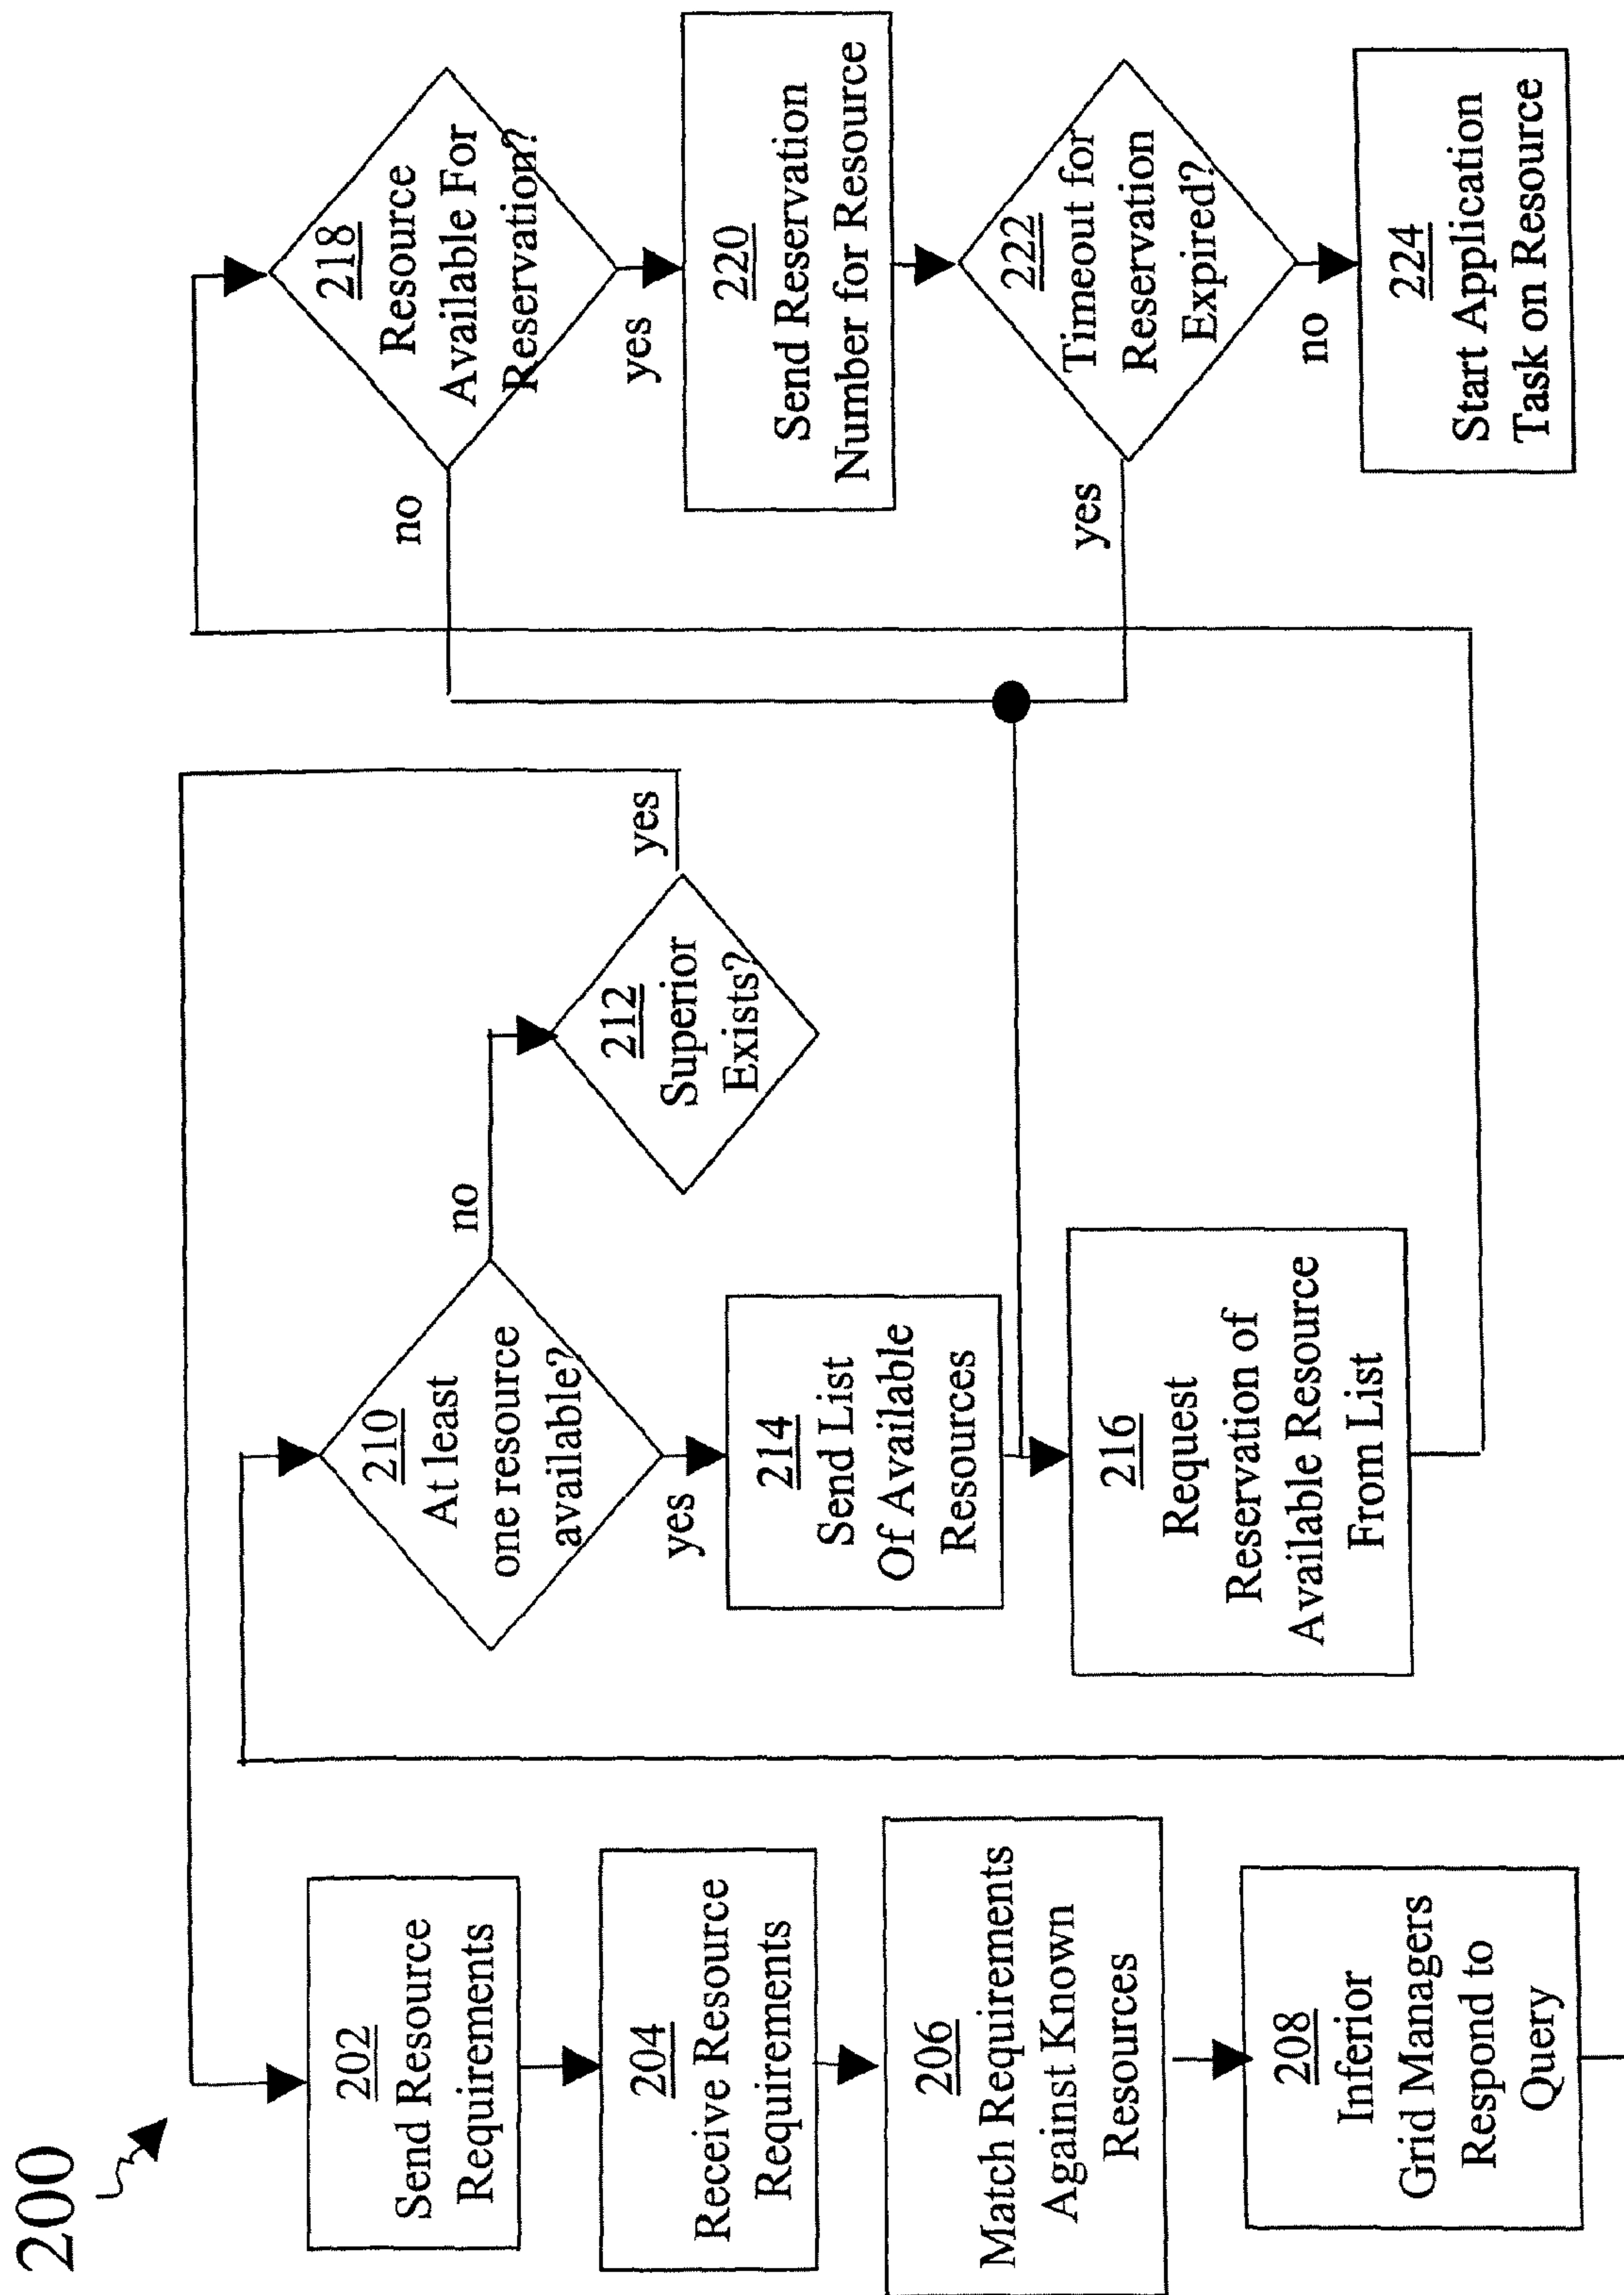 200
202
Send Resource
Requirements
204
Receive Resource
Requirements
206
Match Requirements
Against Known
Resources
208
Inferior
Grid Managers
Respond to
Query
210
At least
one resource
available?
no
yes
212
Superior
Exists?
yes
214
Send List
Of Available
Resources
216
Request
Reservation of
Available Resource
From List
218
Resource
Available For
Reservation?
no
yes
220
Send Reservation
Number for Resource
222
Timeout for
Reservation
Expired?
yes
no
224
Start Application
Task on Resource